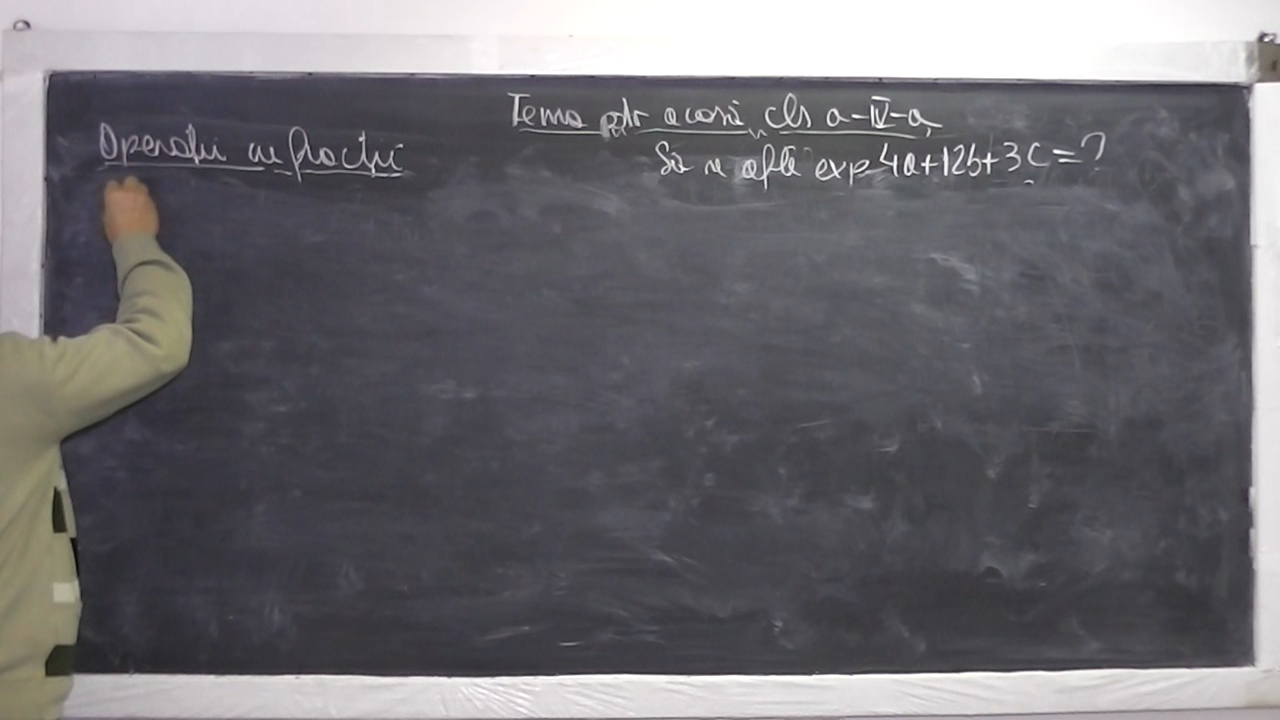 Tema ptr acasă cls a-IV-a
Operații cu fracții
Să se afle exp 4a+12b+3c=?